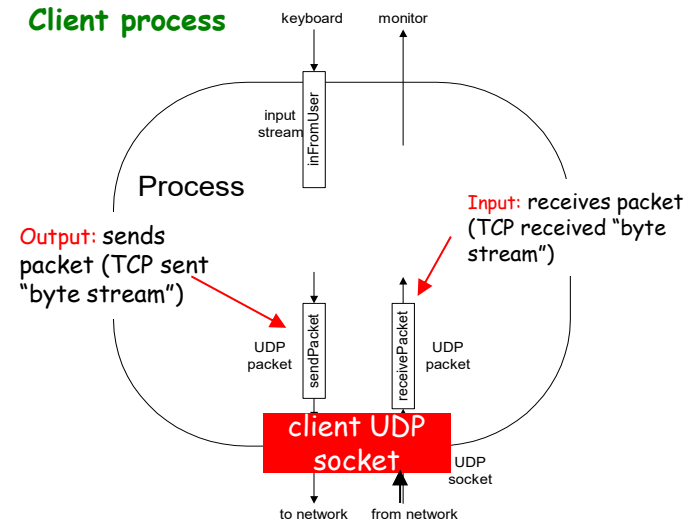 Client process
keyboard
monitor
input
stream
inFromUser
Process
Input: receives packet
(TCP received “byte
stream”)
Output: sends
packet (TCP sent
“byte stream”)
UDP
packet
sendPacket
receivePacket
UDP
packet
client UDP
socket
UDP
socket
to network
from network